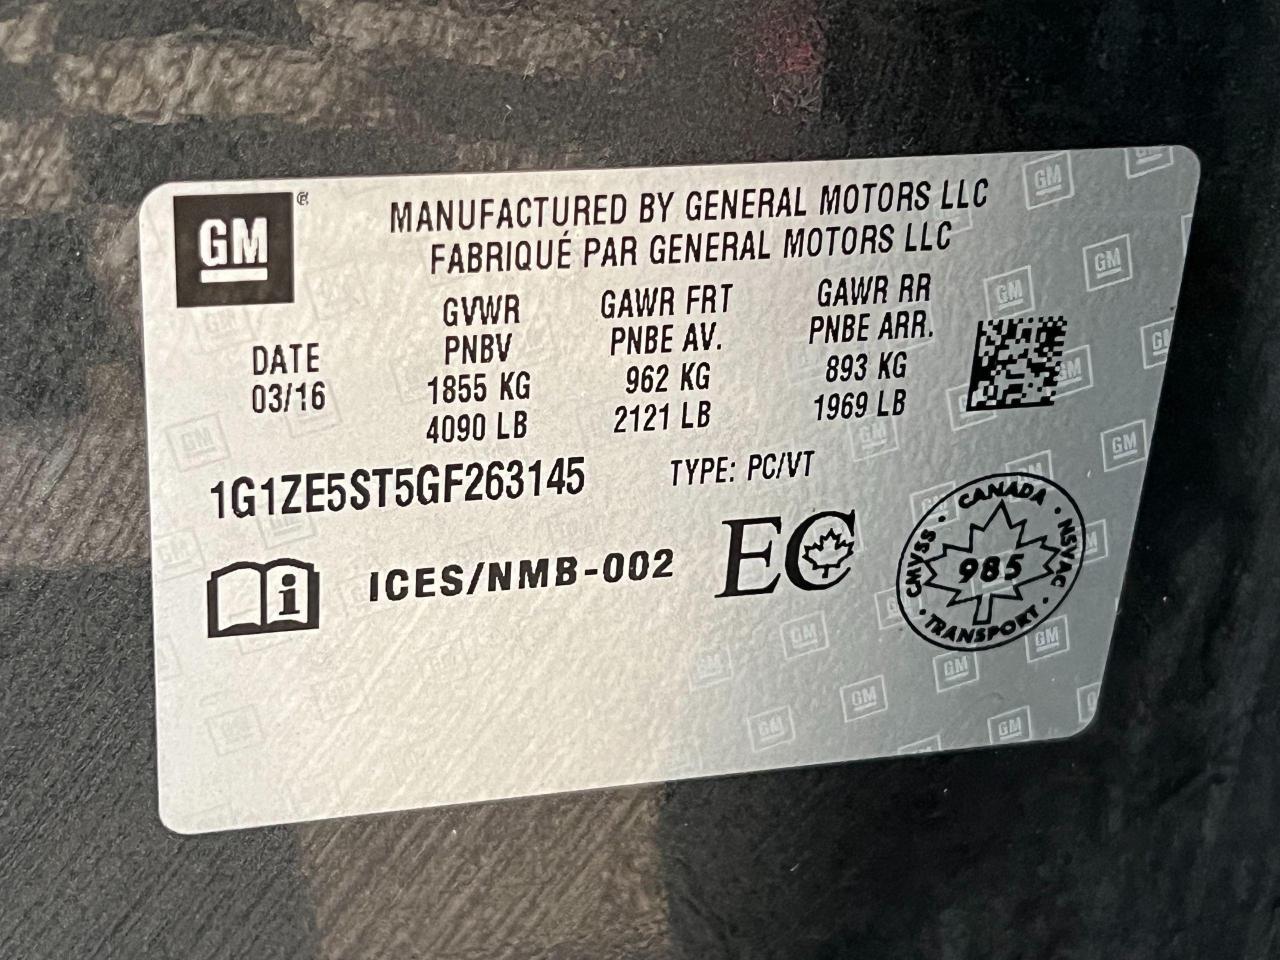 GM
MANUFACTURED BY GENERAL MOTORS LLC
FABRIQUÉ PAR GENERAL MOTORS LLC
DATE
03/16
GVWR
PNBV
1855 KG
4090 LB
GAWR FRT
PNBE AV.
962 KG
2121 LB
GAWR RR
PNBE ARR.
893 KG
1969 LB
1G1ZE5ST5GF263145
TYPE: PC/VT
ICES/NMB-002
EC
CANADA
CMVSS · NSVAC
985
TRANSPORT